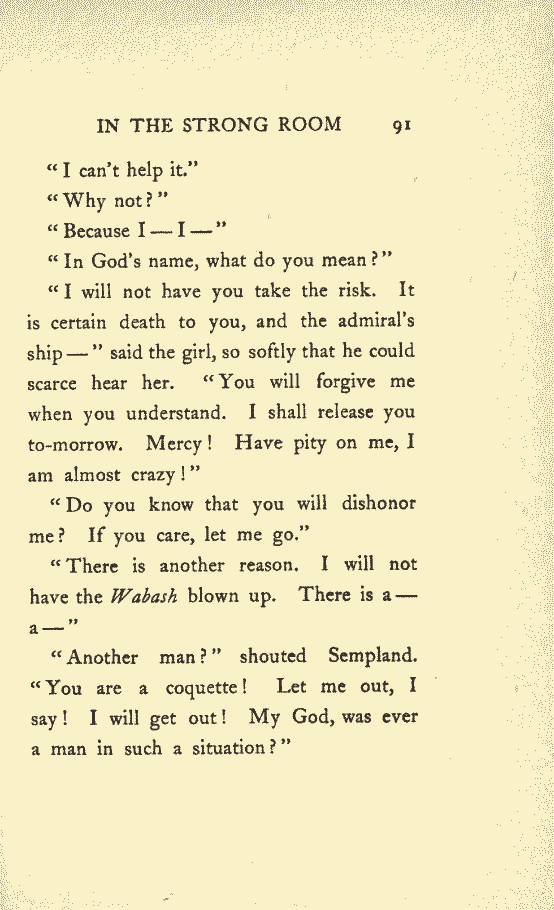 IN THE STRONG ROOM 91
“I can't help it.”
“Why not?”
“Because I — I —”
“In God's name, what do you mean?”
“I will not have you take the risk. It
is certain death to you, and the admiral's
ship — ” said the girl, so softly that he could
scarce hear her. “You will forgive me
when you understand. I shall release you
to-morrow. Mercy! Have pity on me, I
am almost crazy!”
“Do you know that you will dishonor
me? If you care, let me go.”
“There is another reason. I will not
have the Wabash blown up. There is a —
a — ”
“Another man?” shouted Sempland.
“You are a coquette! Let me out, I
say! I will get out! My God, was ever
a man in such a situation?”